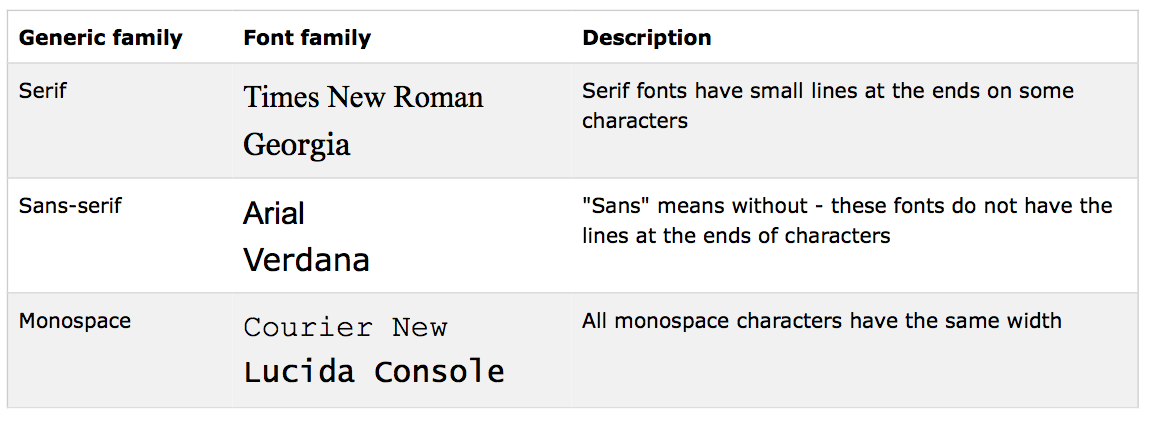 Generic family Font family Description
Serif Times New Roman Serif fonts have small lines at the ends on some
Georgia characters
Sans-serif Arial "Sans" means without - these fonts do not have the
Verdana lines at the ends of characters
Monospace Courier New All monospace characters have the same width
Lucida Console